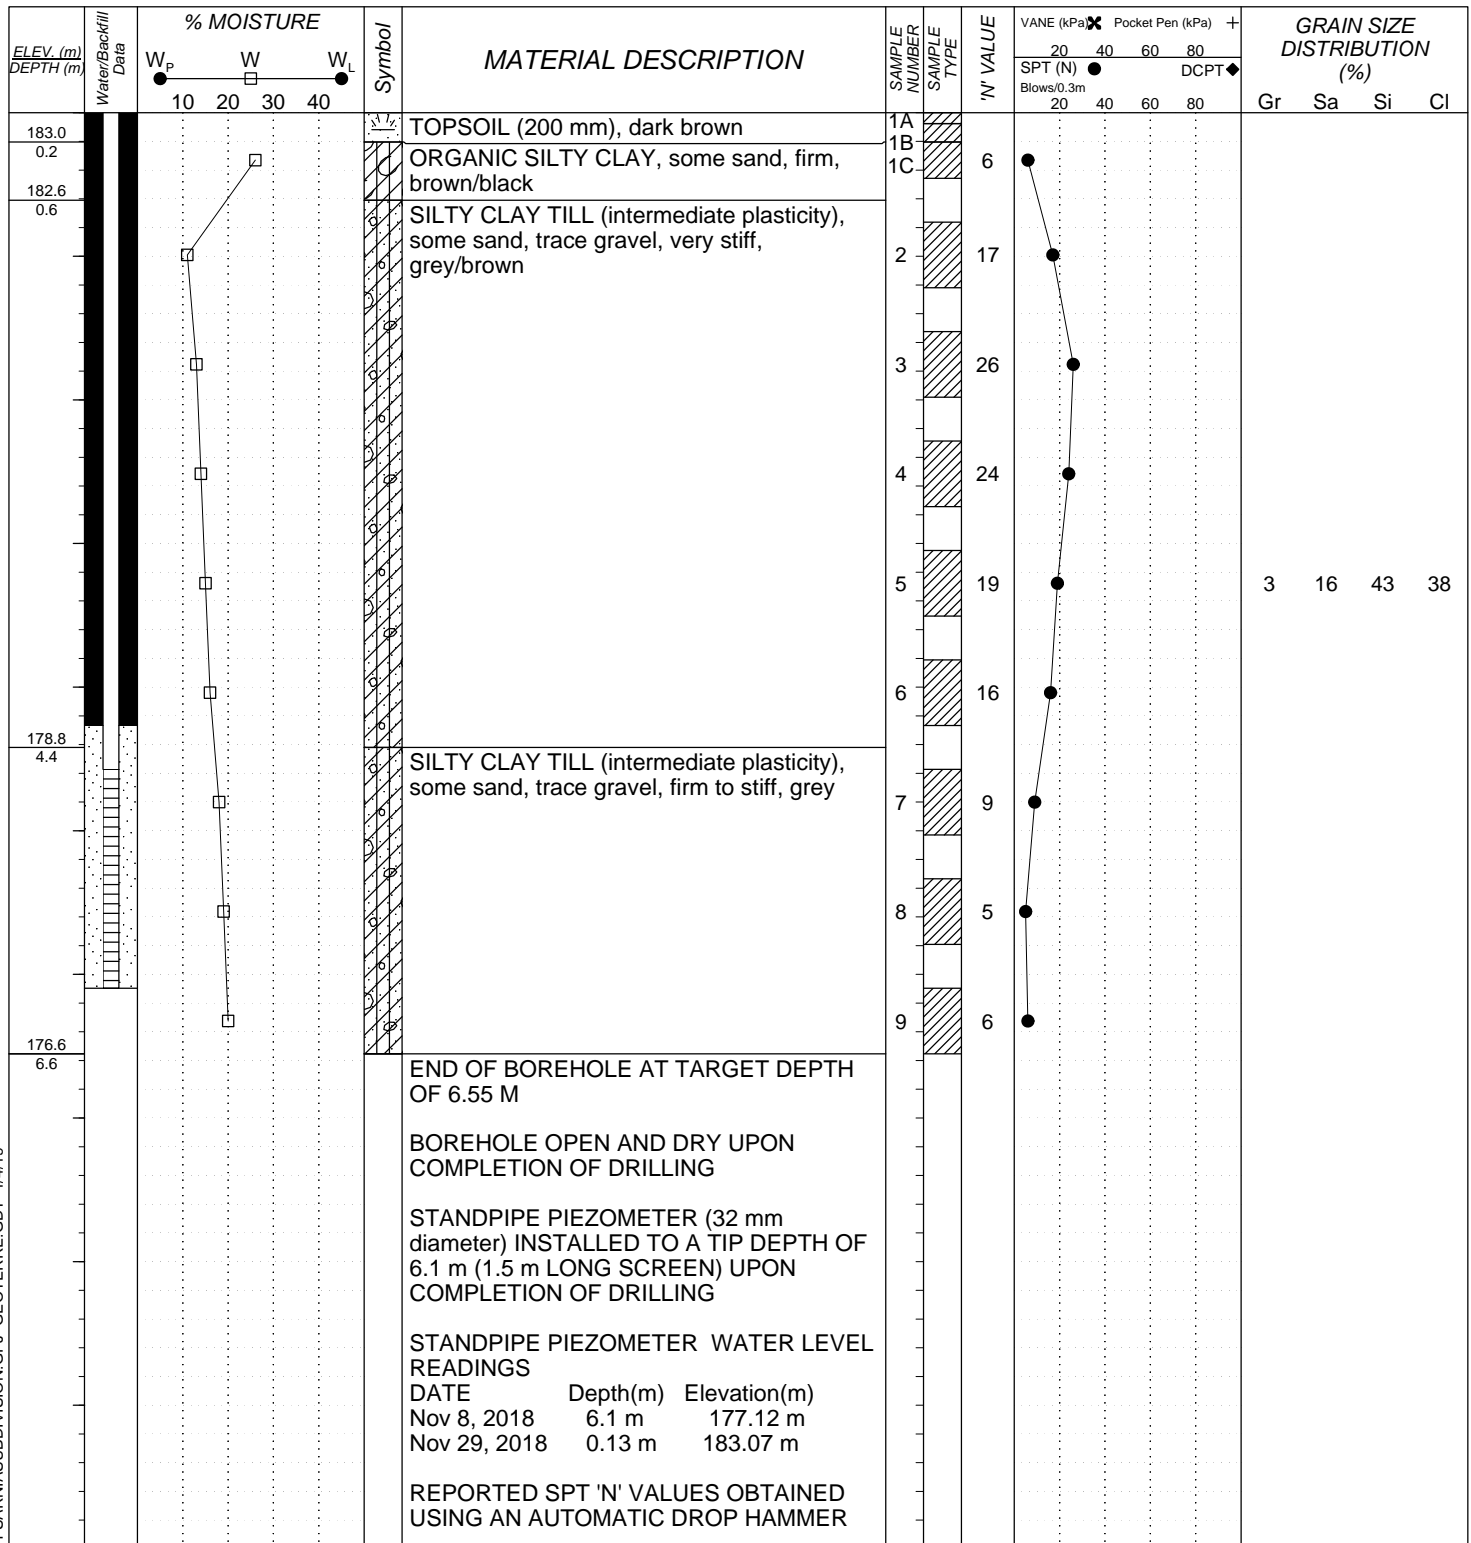 ELEV. (m)
DEPTH (m)
Water/Backfill
Data
% MOISTURE
WP W WL
10 20 30 40
Symbol
MATERIAL DESCRIPTION
SAMPLE
NUMBER
SAMPLE
TYPE
'N' VALUE
VANE (kPa) Pocket Pen (kPa)
20 40 60 80
SPT (N) DCPT
Blows/0.3m
20 40 60 80
GRAIN SIZE
DISTRIBUTION
(%)
Gr Sa Si Cl
183.0
0.2
TOPSOIL (200 mm), dark brown
1A
1B
ORGANIC SILTY CLAY, some sand, firm,
brown/black
1C 6
182.6
0.6
SILTY CLAY TILL (intermediate plasticity),
some sand, trace gravel, very stiff,
grey/brown
2 17
3 26
4 24
5 19 3 16 43 38
6 16
178.8
4.4
SILTY CLAY TILL (intermediate plasticity),
some sand, trace gravel, firm to stiff, grey
7 9
8 5
9 6
176.6
6.6
END OF BOREHOLE AT TARGET DEPTH
OF 6.55 M
BOREHOLE OPEN AND DRY UPON
COMPLETION OF DRILLING
STANDPIPE PIEZOMETER (32 mm
diameter) INSTALLED TO A TIP DEPTH OF
6.1 m (1.5 m LONG SCREEN) UPON
COMPLETION OF DRILLING
STANDPIPE PIEZOMETER WATER LEVEL
READINGS
DATE Depth(m) Elevation(m)
Nov 8, 2018 6.1 m 177.12 m
Nov 29, 2018 0.13 m 183.07 m
REPORTED SPT 'N' VALUES OBTAINED
USING AN AUTOMATIC DROP HAMMER